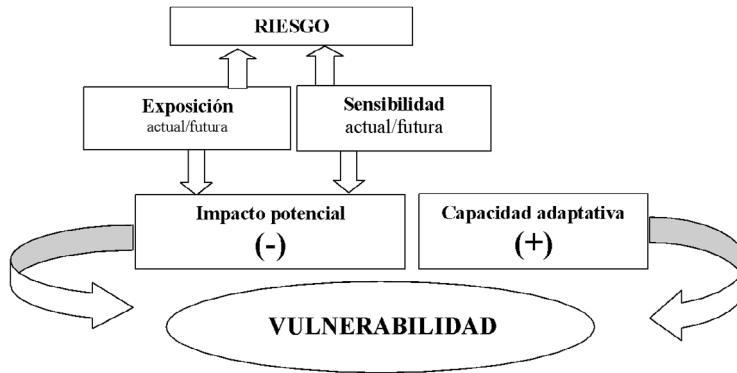 RIESGO
Exposición
actual/futura
Sensibilidad
actual/futura
Impacto potencial
(-)
Capacidad adaptativa
(+)
VULNERABILIDAD